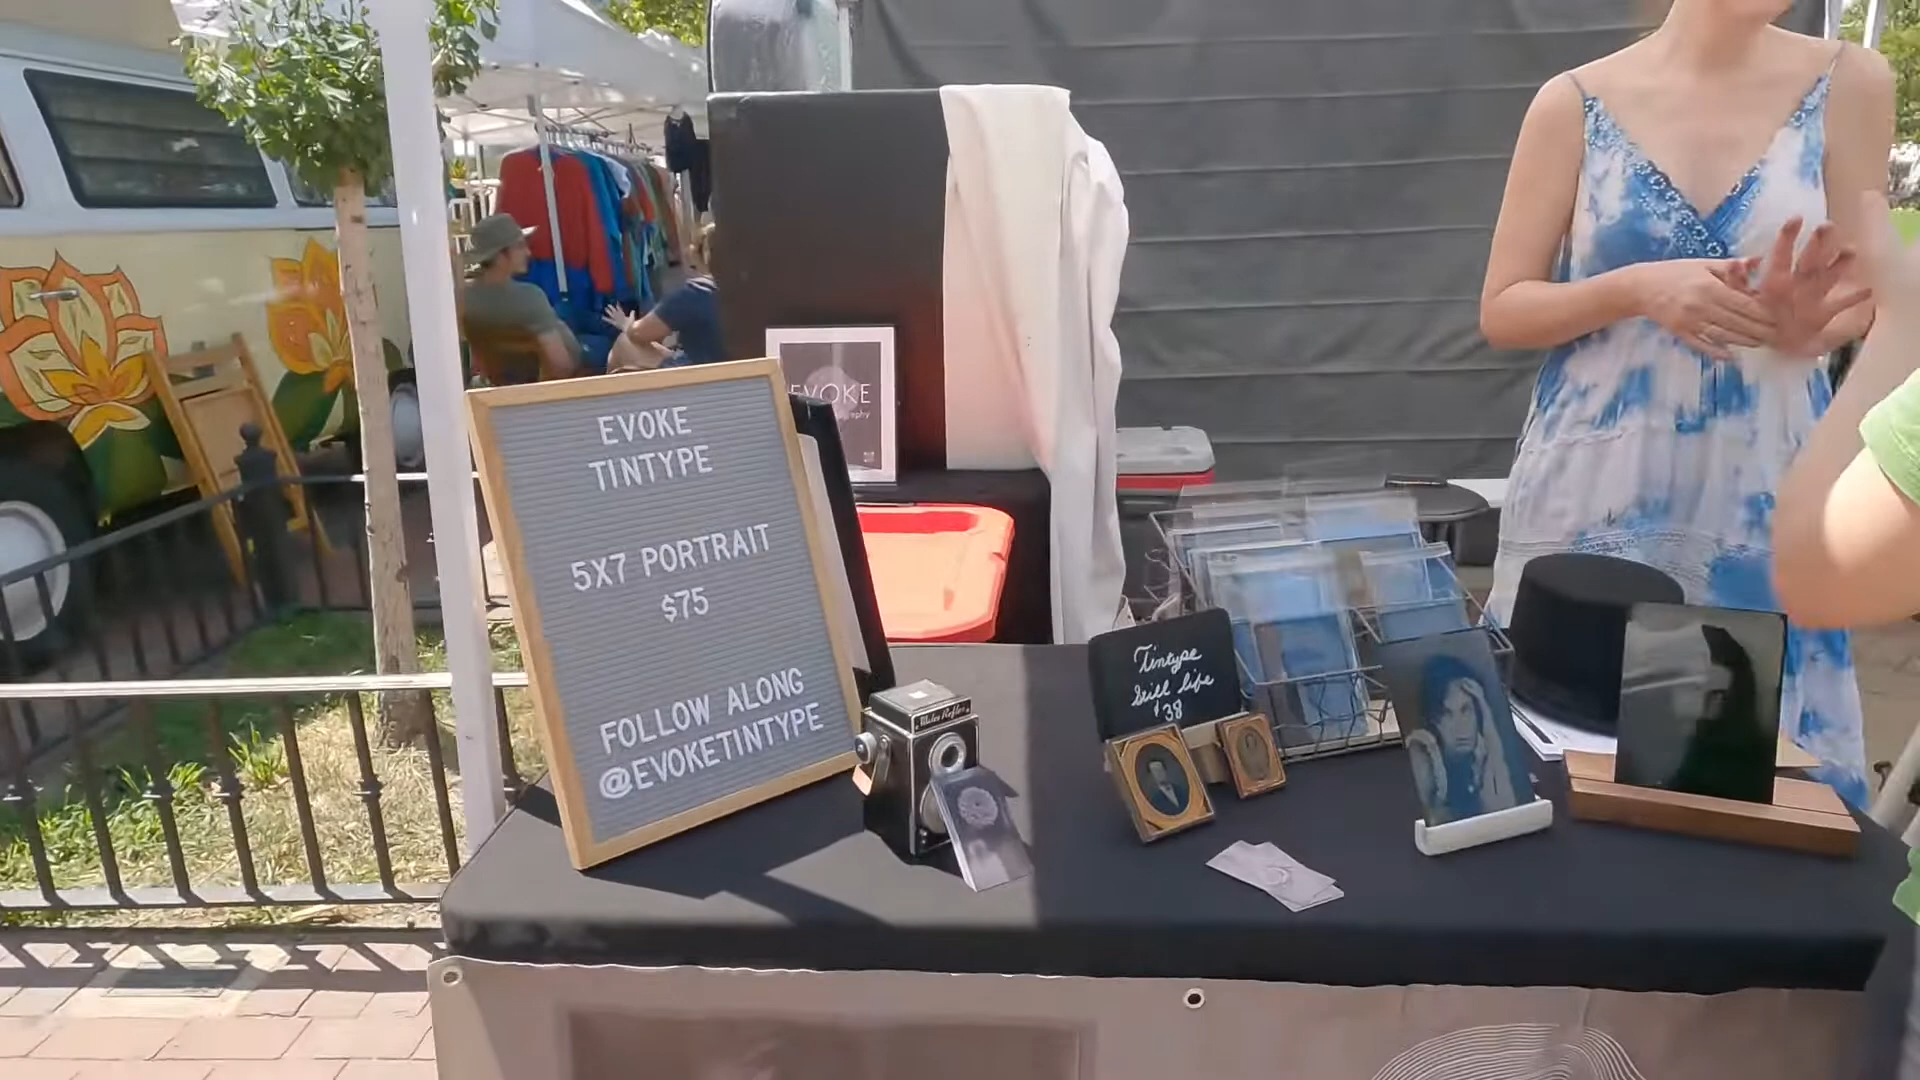 EVOKE
TINTYPE
5X7 PORTRAIT
$75
FOLLOW ALONG
@EVOKETINTYPE
EVOKE
Tintype
Still life
$38